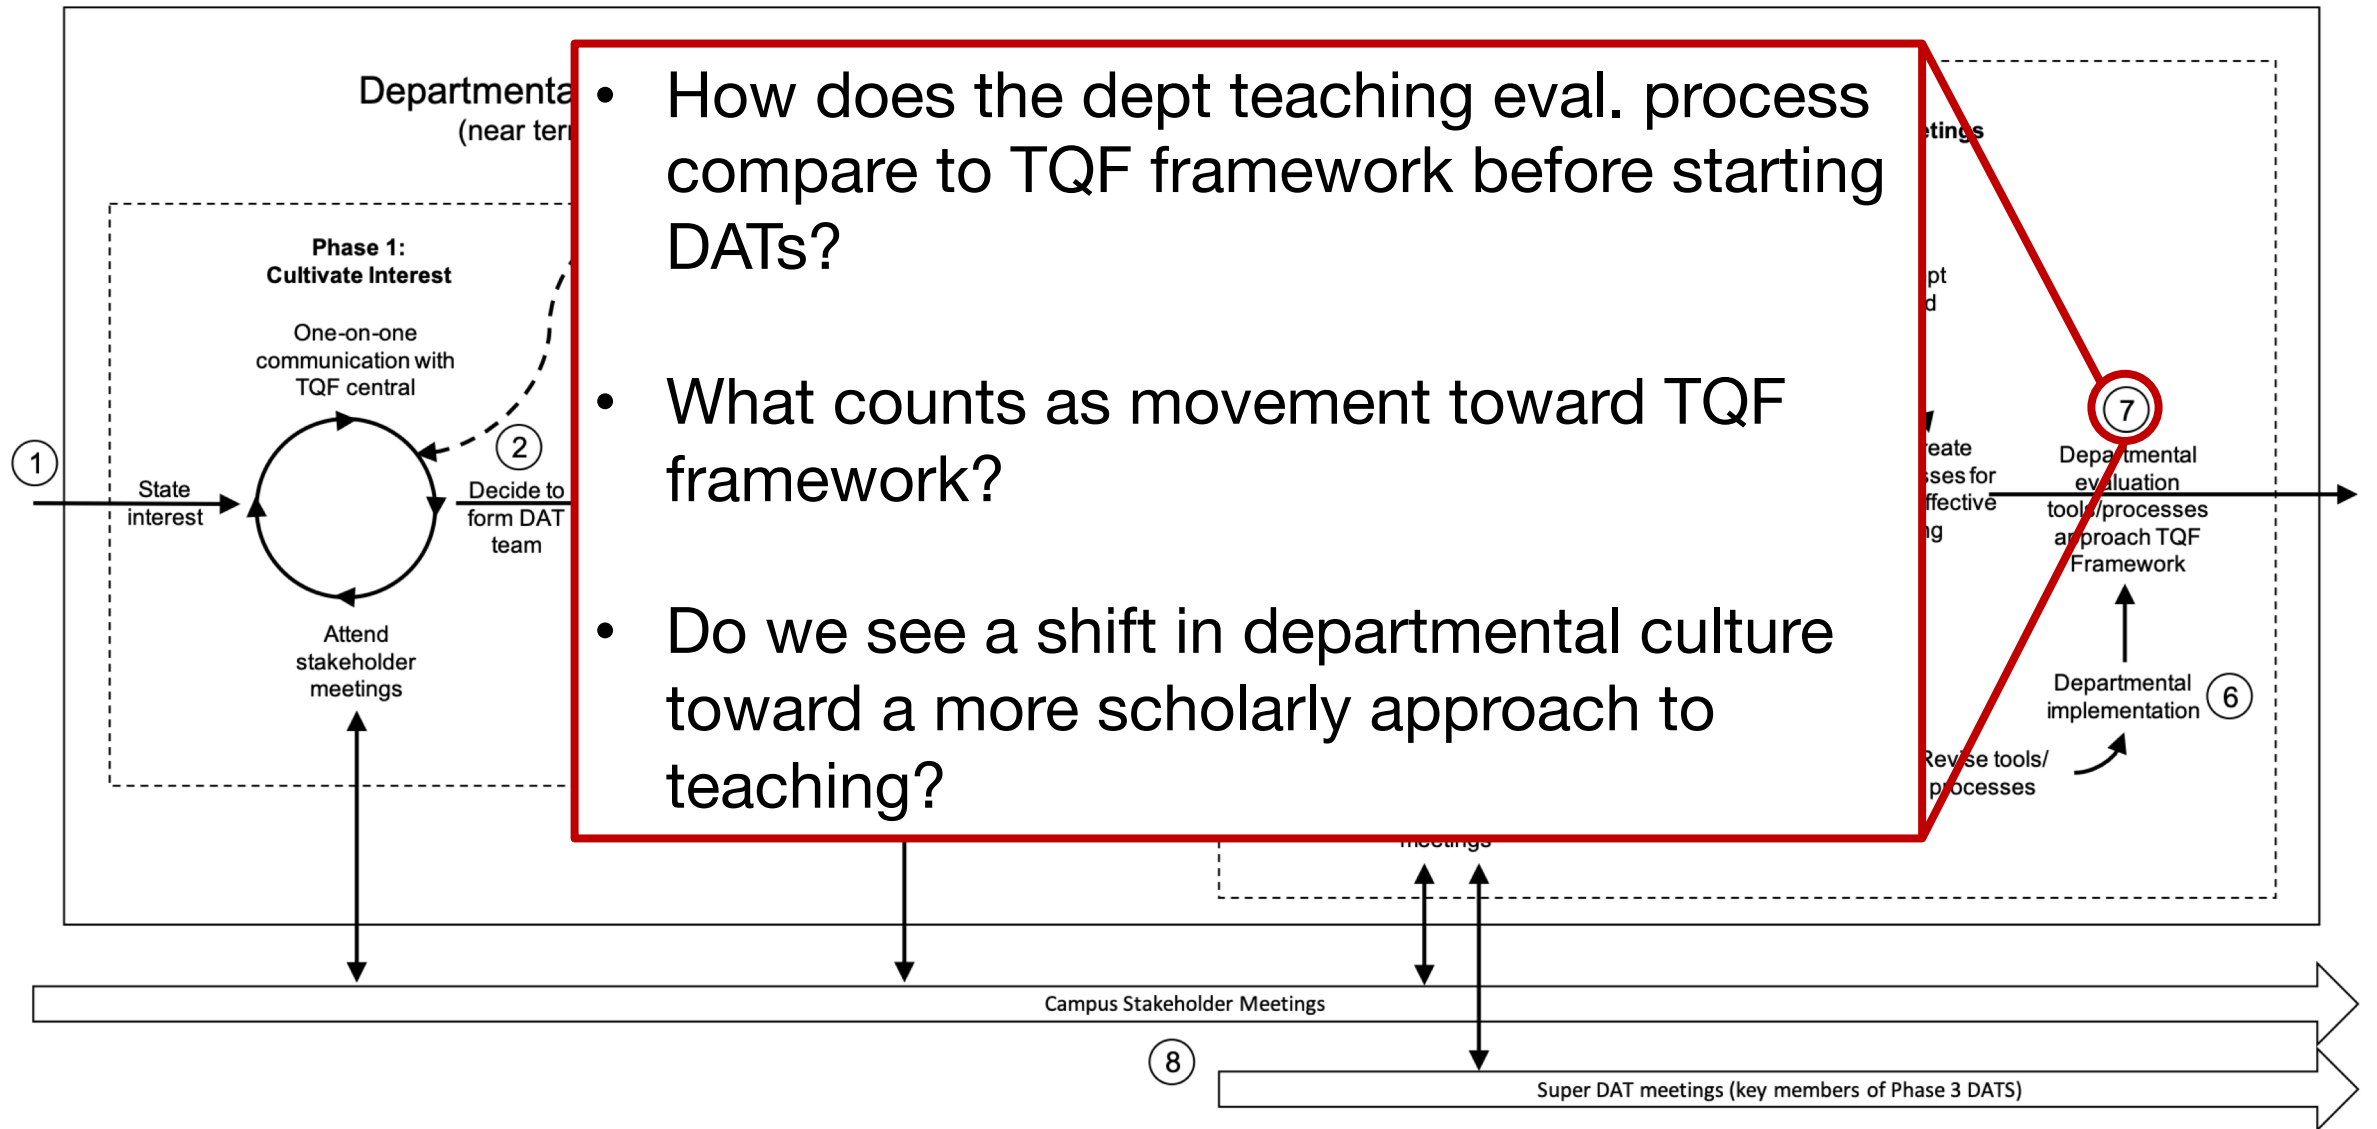 Departmenta
(near ter
• How does the dept teaching eval. process
compare to TQF framework before starting
DATs?
• What counts as movement toward TQF
framework?
• Do we see a shift in departmental culture
toward a more scholarly approach to
teaching?
Phase 1:
Cultivate Interest
One-on-one
communication with
TQF central
1
State
interest
2
Decide to
form DAT
team
Attend
stakeholder
meetings
etings
pt
d
reate
sses for
ffective
ng
7
Departmental
evaluation
tools/processes
approach TQF
Framework
Departmental
implementation
6
Revise tools/
processes
meetings
Campus Stakeholder Meetings
8
Super DAT meetings (key members of Phase 3 DATS)